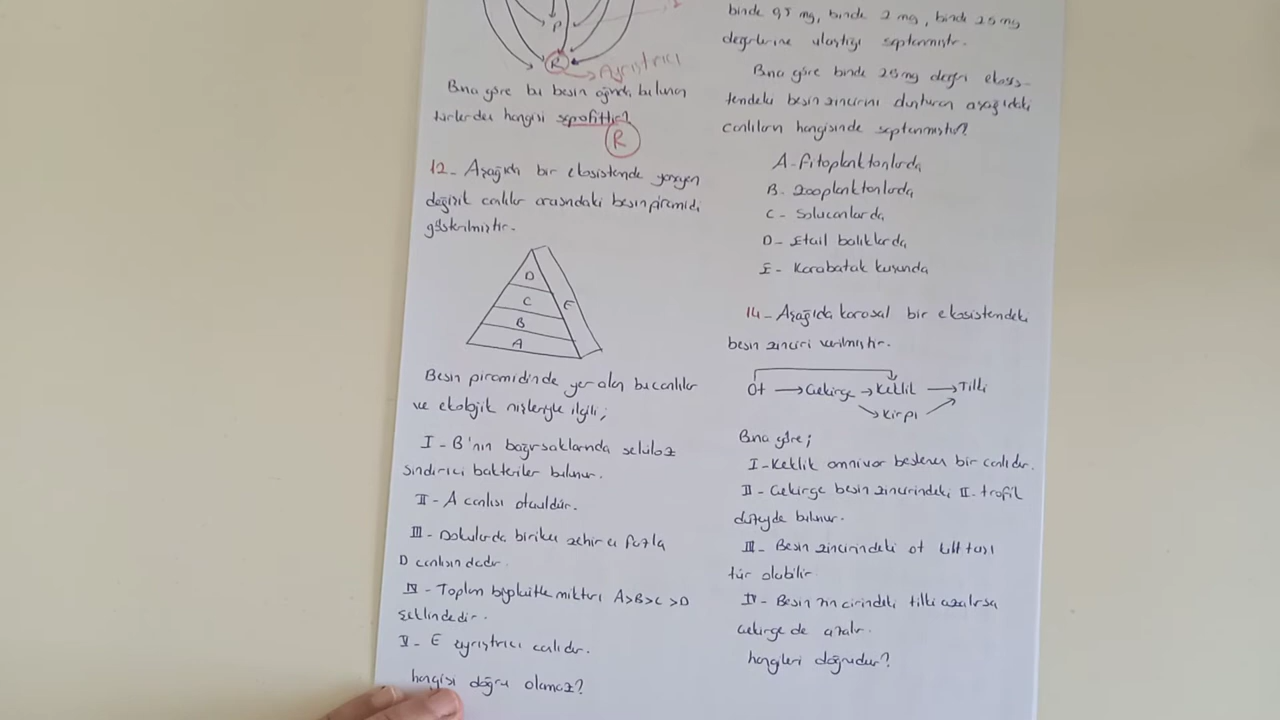 P
R → Ayrıştırıcı
Buna göre bu besin ağında bulunan
türlerden hangisi saprofittir?
R
12- Aşağıda bir ekosistemde yaşayan
değişik canlılar arasındaki besin piramidi
gösterilmiştir.
D
C
E
B
A
Besin piramidinde yer alan bu canlılar
ve ekolojik nişleriyle ilgili;
I - B'nin bağırsaklarında selüloz
sindirici bakteriler bulunur.
II - A canlısı otçuldur.
III - Dokularda biriken zehir en fazla
D canlısındadır.
IV - Toplam biyokütle miktarı A>B>C>D
şeklindedir.
V - E ayrıştırıcı canlıdır.
hangisi doğru olamaz?
binde 0,5 mg, binde 2 mg, binde 25 mg
değerlerine ulaştığı saptanmıştır.
Buna göre binde 25 mg değeri ekosis-
temdeki besin zincirini oluşturan aşağıdaki
canlıların hangisinde saptanmıştır?
A - Fitoplanktonlarda
B - Zooplanktonlarda
C - Solucanlarda
D - Etçil balıklarda
E - Karabatak kuşunda
14 - Aşağıda karasal bir ekosistemdeki
besin zinciri verilmiştir.
Ot → Çekirge → Keklik → Tilki
Kirpi
Buna göre;
I - Keklik omnivor beslenen bir canlıdır.
II - Çekirge besin zincirindeki II. trofik
düzeyde bulunur.
III - Besin zincirindeki ot kilit taşı
tür olabilir
IV - Besin zincirindeki tilki azalırsa
çekirge de azalır.
hangileri doğrudur?